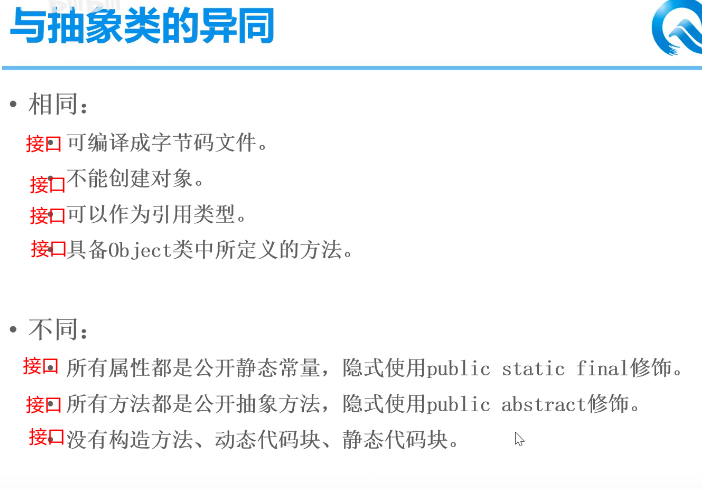 与抽象类的异同
• 相同：
接口• 可编译成字节码文件。
接口• 不能创建对象。
接口• 可以作为引用类型。
接口• 具备Object类中所定义的方法。
• 不同：
接口• 所有属性都是公开静态常量，隐式使用public static final修饰。
接口• 所有方法都是公开抽象方法，隐式使用public abstract修饰。
接口• 没有构造方法、动态代码块、静态代码块。